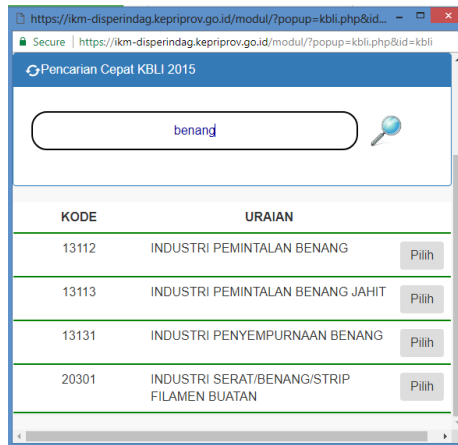 https://ikm-disperindag.kepriprov.go.id/modul/?popup=kbli.php&id...
Secure | https://ikm-disperindag.kepriprov.go.id/modul/?popup=kbli.php&id=kbli
Pencarian Cepat KBLI 2015
benang
KODE URAIAN
13112 INDUSTRI PEMINTALAN BENANG Pilih
13113 INDUSTRI PEMINTALAN BENANG JAHIT Pilih
13131 INDUSTRI PENYEMPURNAAN BENANG Pilih
20301 INDUSTRI SERAT/BENANG/STRIP Pilih
FILAMEN BUATAN